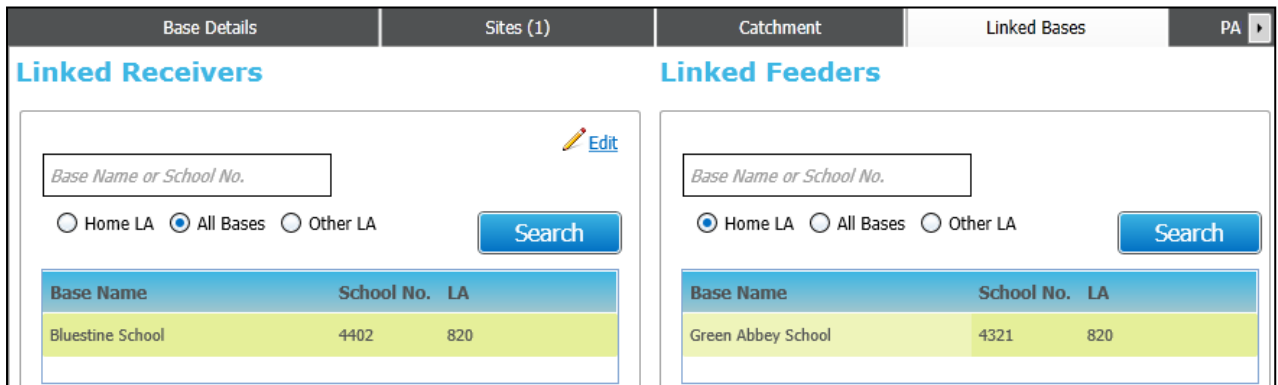 Base Details Sites (1) Catchment Linked Bases PA
Linked Receivers
Edit
Base Name or School No.
Home LA All Bases Other LA
Search
Base Name School No. LA
Bluestine School 4402 820
Linked Feeders
Base Name or School No.
Home LA All Bases Other LA
Search
Base Name School No. LA
Green Abbey School 4321 820